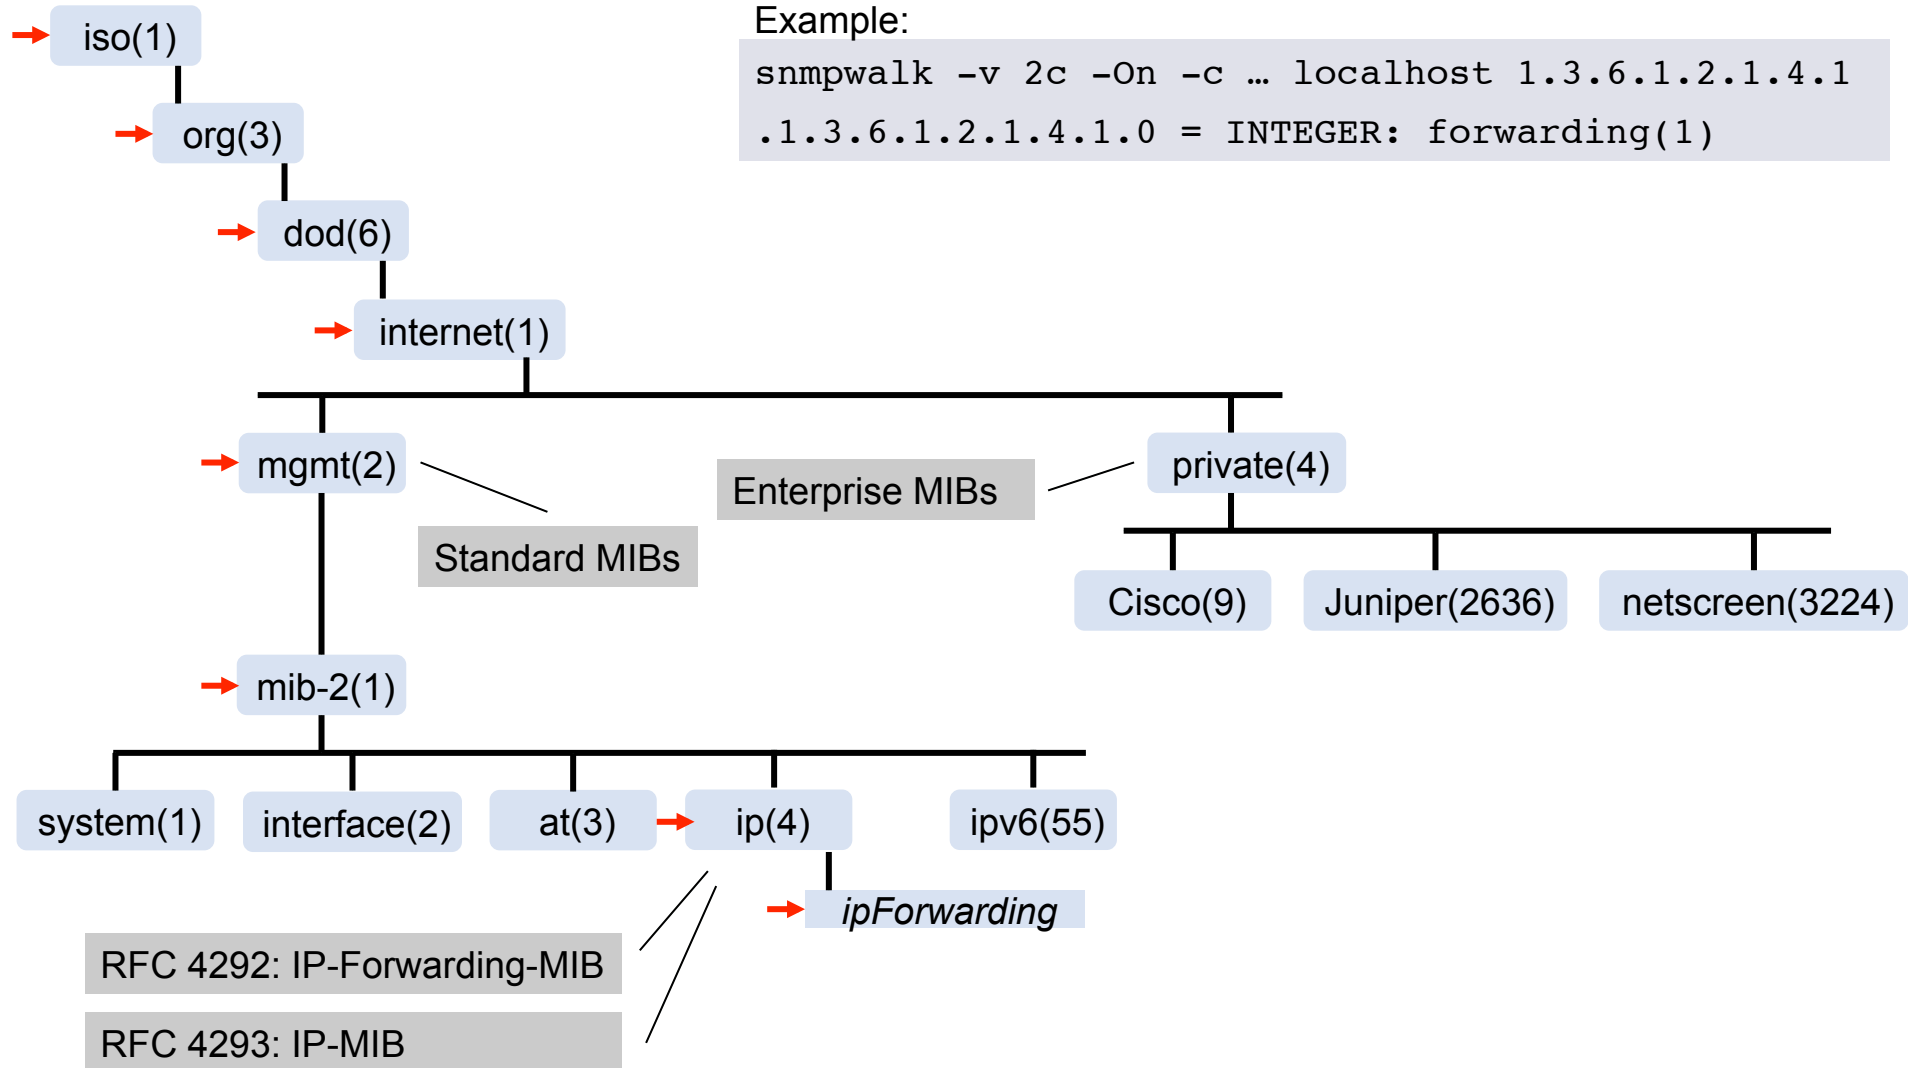 Example:
iso(1)
snmpwalk –v 2c –On –c … localhost 1.3.6.1.2.1.4.1
org(3)
.1.3.6.1.2.1.4.1.0 = INTEGER: forwarding(1)
dod(6)
internet(1)
mgmt(2)
private(4)
Enterprise MIBs
Standard MIBs
Cisco(9)
Juniper(2636)
netscreen(3224)
mib-2(1)
system(1)
interface(2)
at(3)
ip(4)
ipv6(55)
ipForwarding
RFC 4292: IP-Forwarding-MIB
RFC 4293: IP-MIB